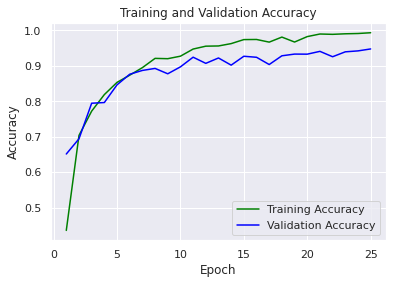 Training and Validation Accuracy
1.0
0.9
0.8
0.7
0.6
0.5
Accuracy
Training Accuracy
Validation Accuracy
0 5 10 15 20 25
Epoch